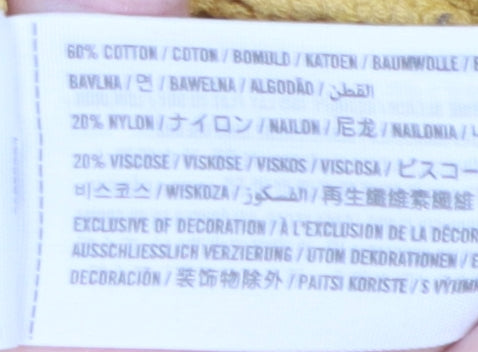 60% COTTON / COTON / BOMULD / KATOEN / BAUMWOLLE /
BAVLNA / 면 / BAWEŁNA / ALGODÃO / القطن
20% NYLON / ナイロン / NAILON / 尼龙 / NAILONIA /
20% VISCOSE / VISKOSE / VISKOS / VISCOSA / ビスコー
비스코스 / WISKOZA / الفسكوز / 再生纖維素纖維
EXCLUSIVE OF DECORATION / À L'EXCLUSION DE LA DÉCOR
AUSSCHLIESSLICH VERZIERUNG / UTOM DEKORATIONEN /
DECORACIÓN / 装饰物除外 / PAITSI KORISTE / S